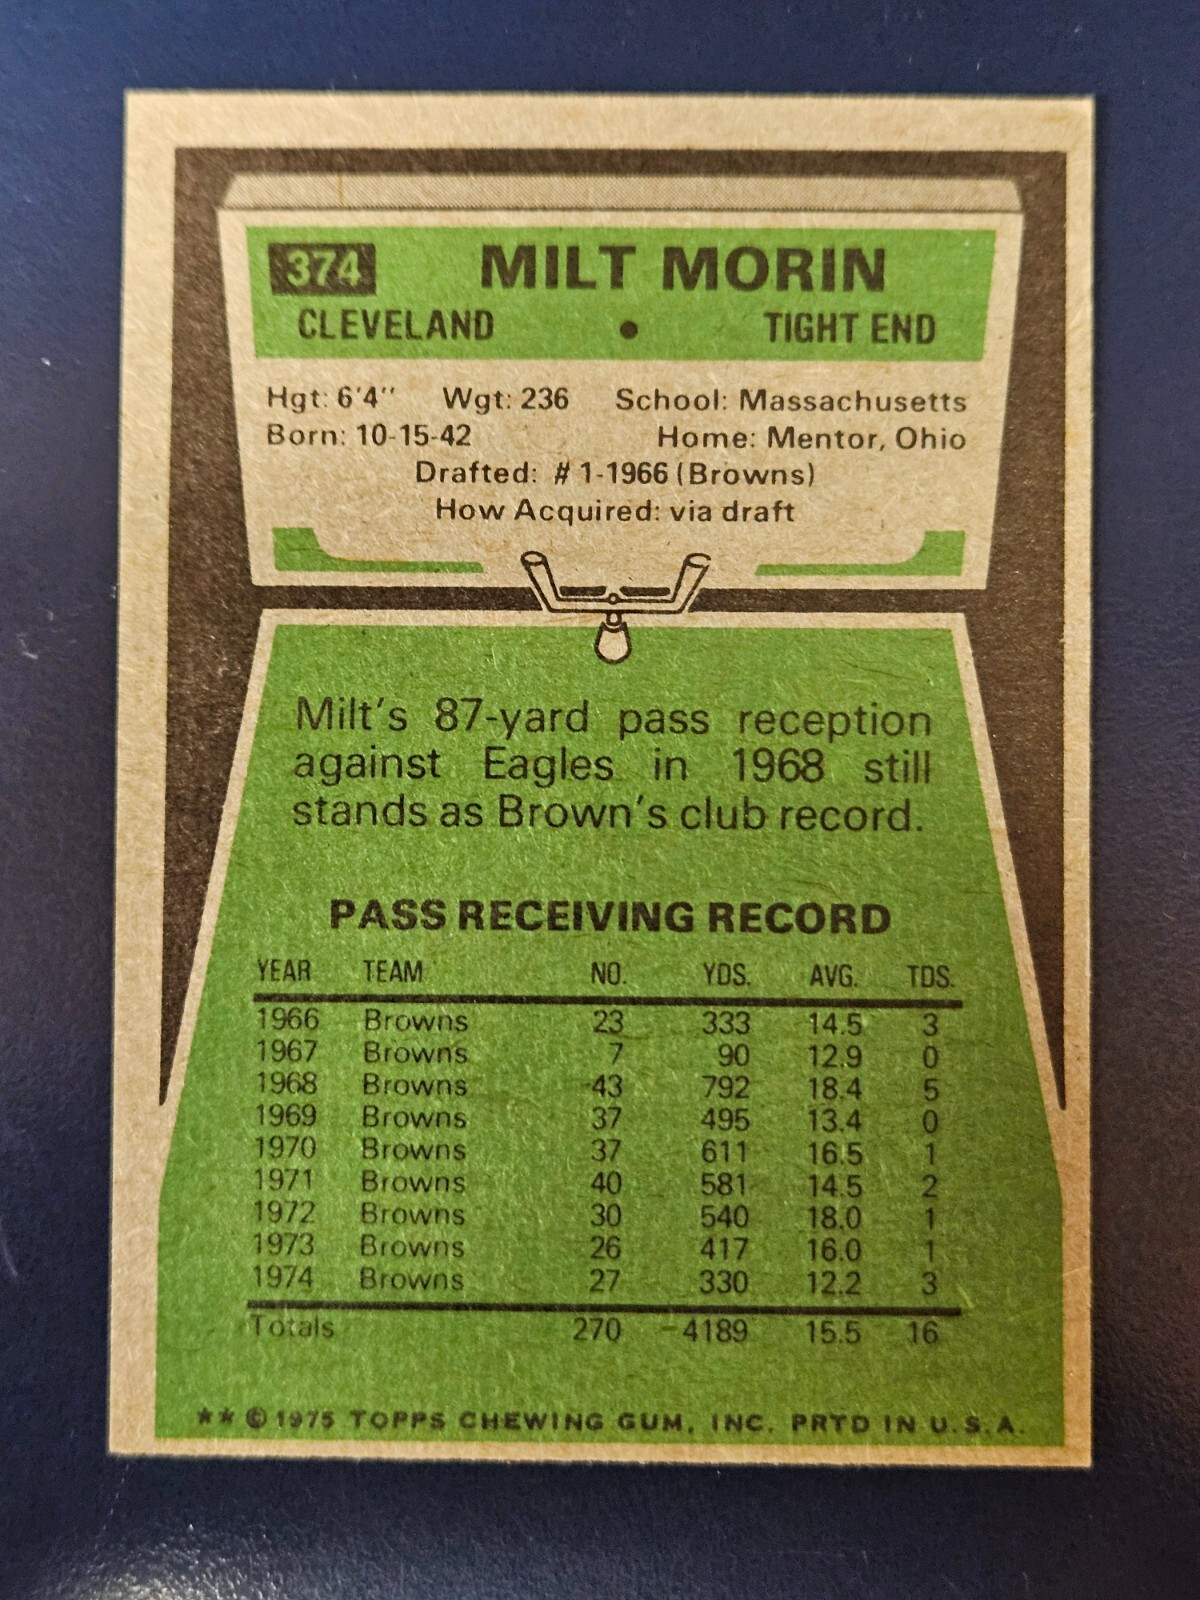 374 MILT MORIN
CLEVELAND • TIGHT END
Hgt: 6'4" Wgt: 236 School: Massachusetts
Born: 10-15-42 Home: Mentor, Ohio
Drafted: #1-1966 (Browns)
How Acquired: via draft
Milt's 87-yard pass reception
against Eagles in 1968 still
stands as Brown's club record.
PASS RECEIVING RECORD
YEAR TEAM NO. YDS. AVG. TDS.
1966 Browns 23 333 14.5 3
1967 Browns 7 90 12.9 0
1968 Browns 43 792 18.4 5
1969 Browns 37 495 13.4 0
1970 Browns 37 611 16.5 1
1971 Browns 40 581 14.5 2
1972 Browns 30 540 18.0 1
1973 Browns 26 417 16.0 1
1974 Browns 27 330 12.2 3
Totals 270 4189 15.5 16
** © 1975 TOPPS CHEWING GUM, INC. PRTD IN U.S.A.